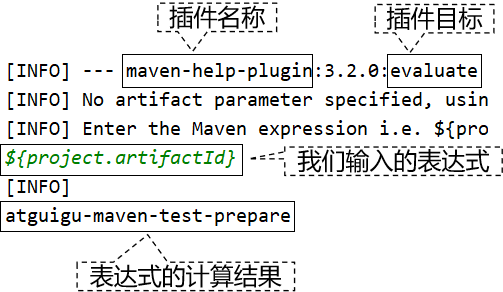 插件名称
插件目标
[INFO] --- maven-help-plugin:3.2.0:evaluate
[INFO] No artifact parameter specified, usin
[INFO] Enter the Maven expression i.e. ${pro
${project.artifactId}
我们输入的表达式
[INFO]
atguigu-maven-test-prepare
表达式的计算结果